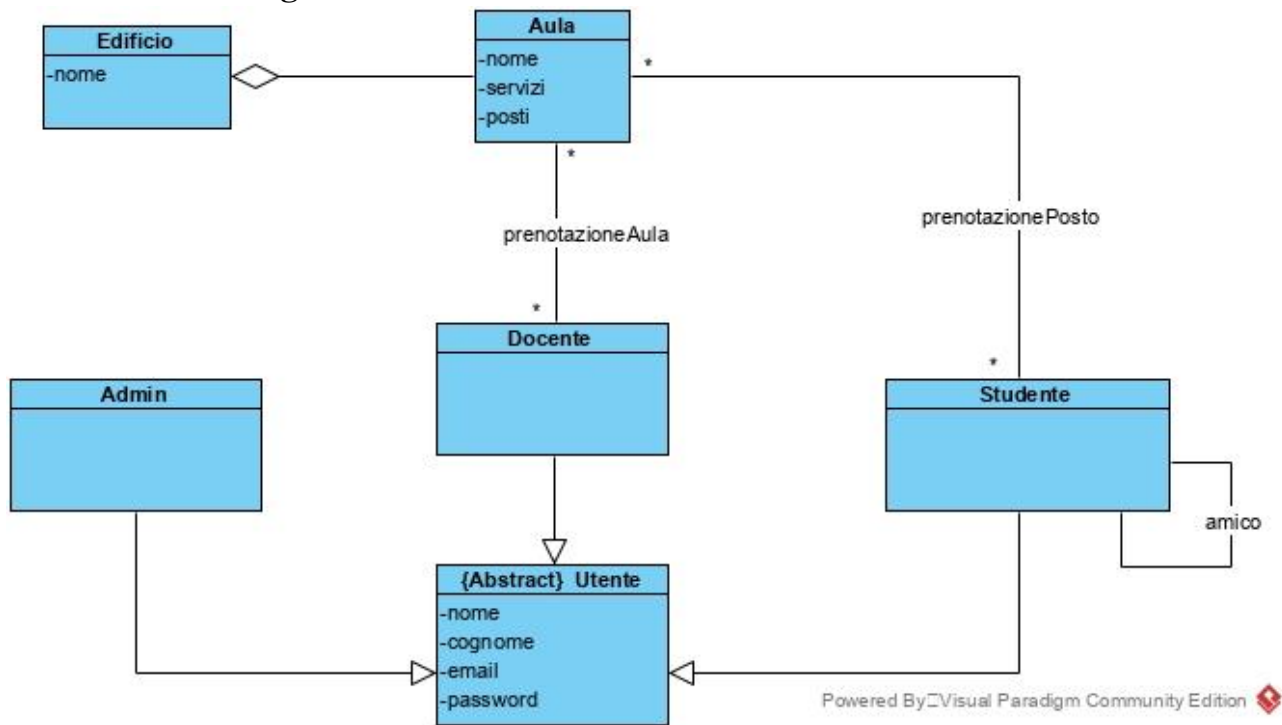 Edificio
-nome
Aula
-nome
-servizi
-posti
*
*
prenotazioneAula
*
prenotazionePosto
*
Docente
Admin
Studente
amico
{Abstract} Utente
-nome
-cognome
-email
-password
Powered By Visual Paradigm Community Edition